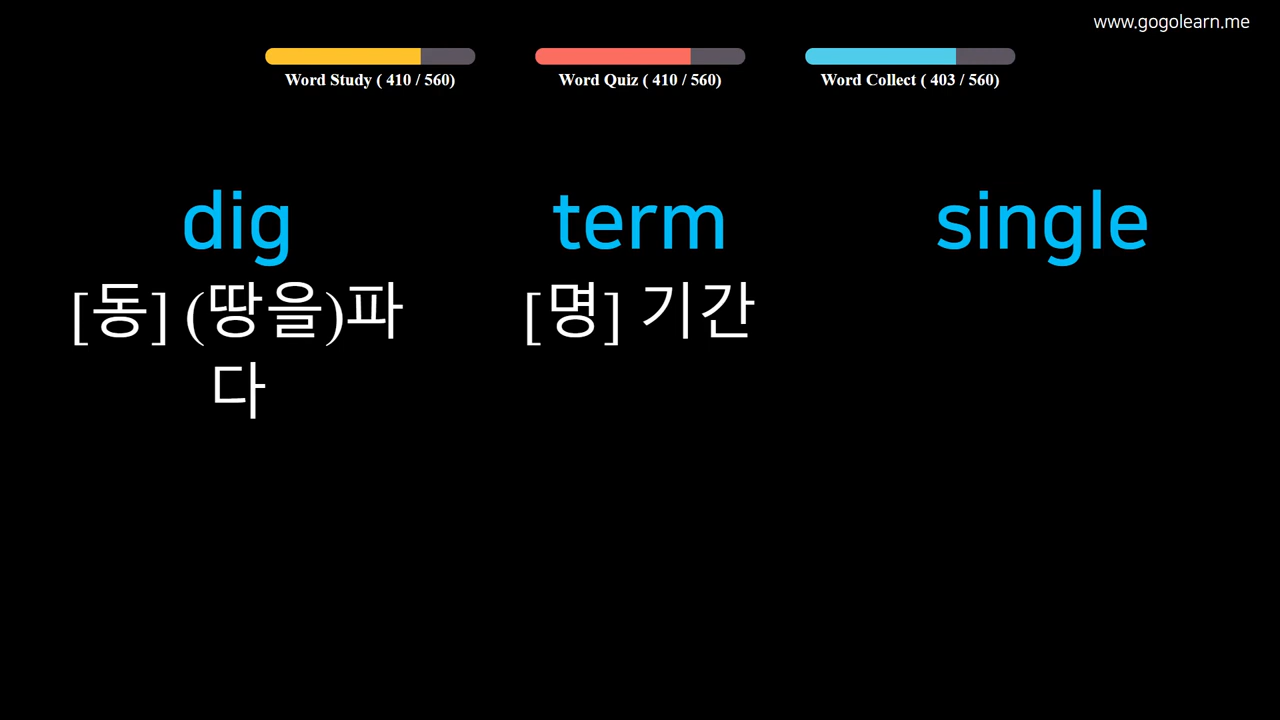 www.gogolearn.me
Word Study ( 410 / 560)
Word Quiz ( 410 / 560)
Word Collect ( 403 / 560)
dig
[동] (땅을)파
다
term
[명] 기간
single